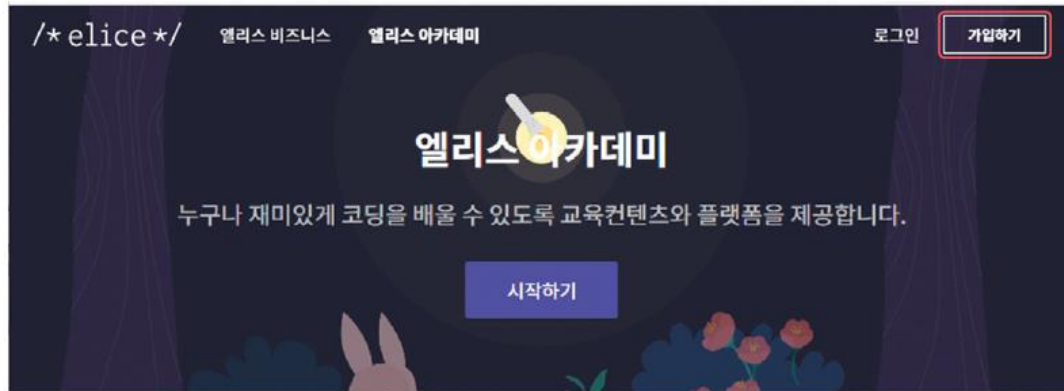 /* elice */ 엘리스 비즈니스 엘리스 아카데미 로그인 가입하기
엘리스 아카데미
누구나 재미있게 코딩을 배울 수 있도록 교육컨텐츠와 플랫폼을 제공합니다.
시작하기